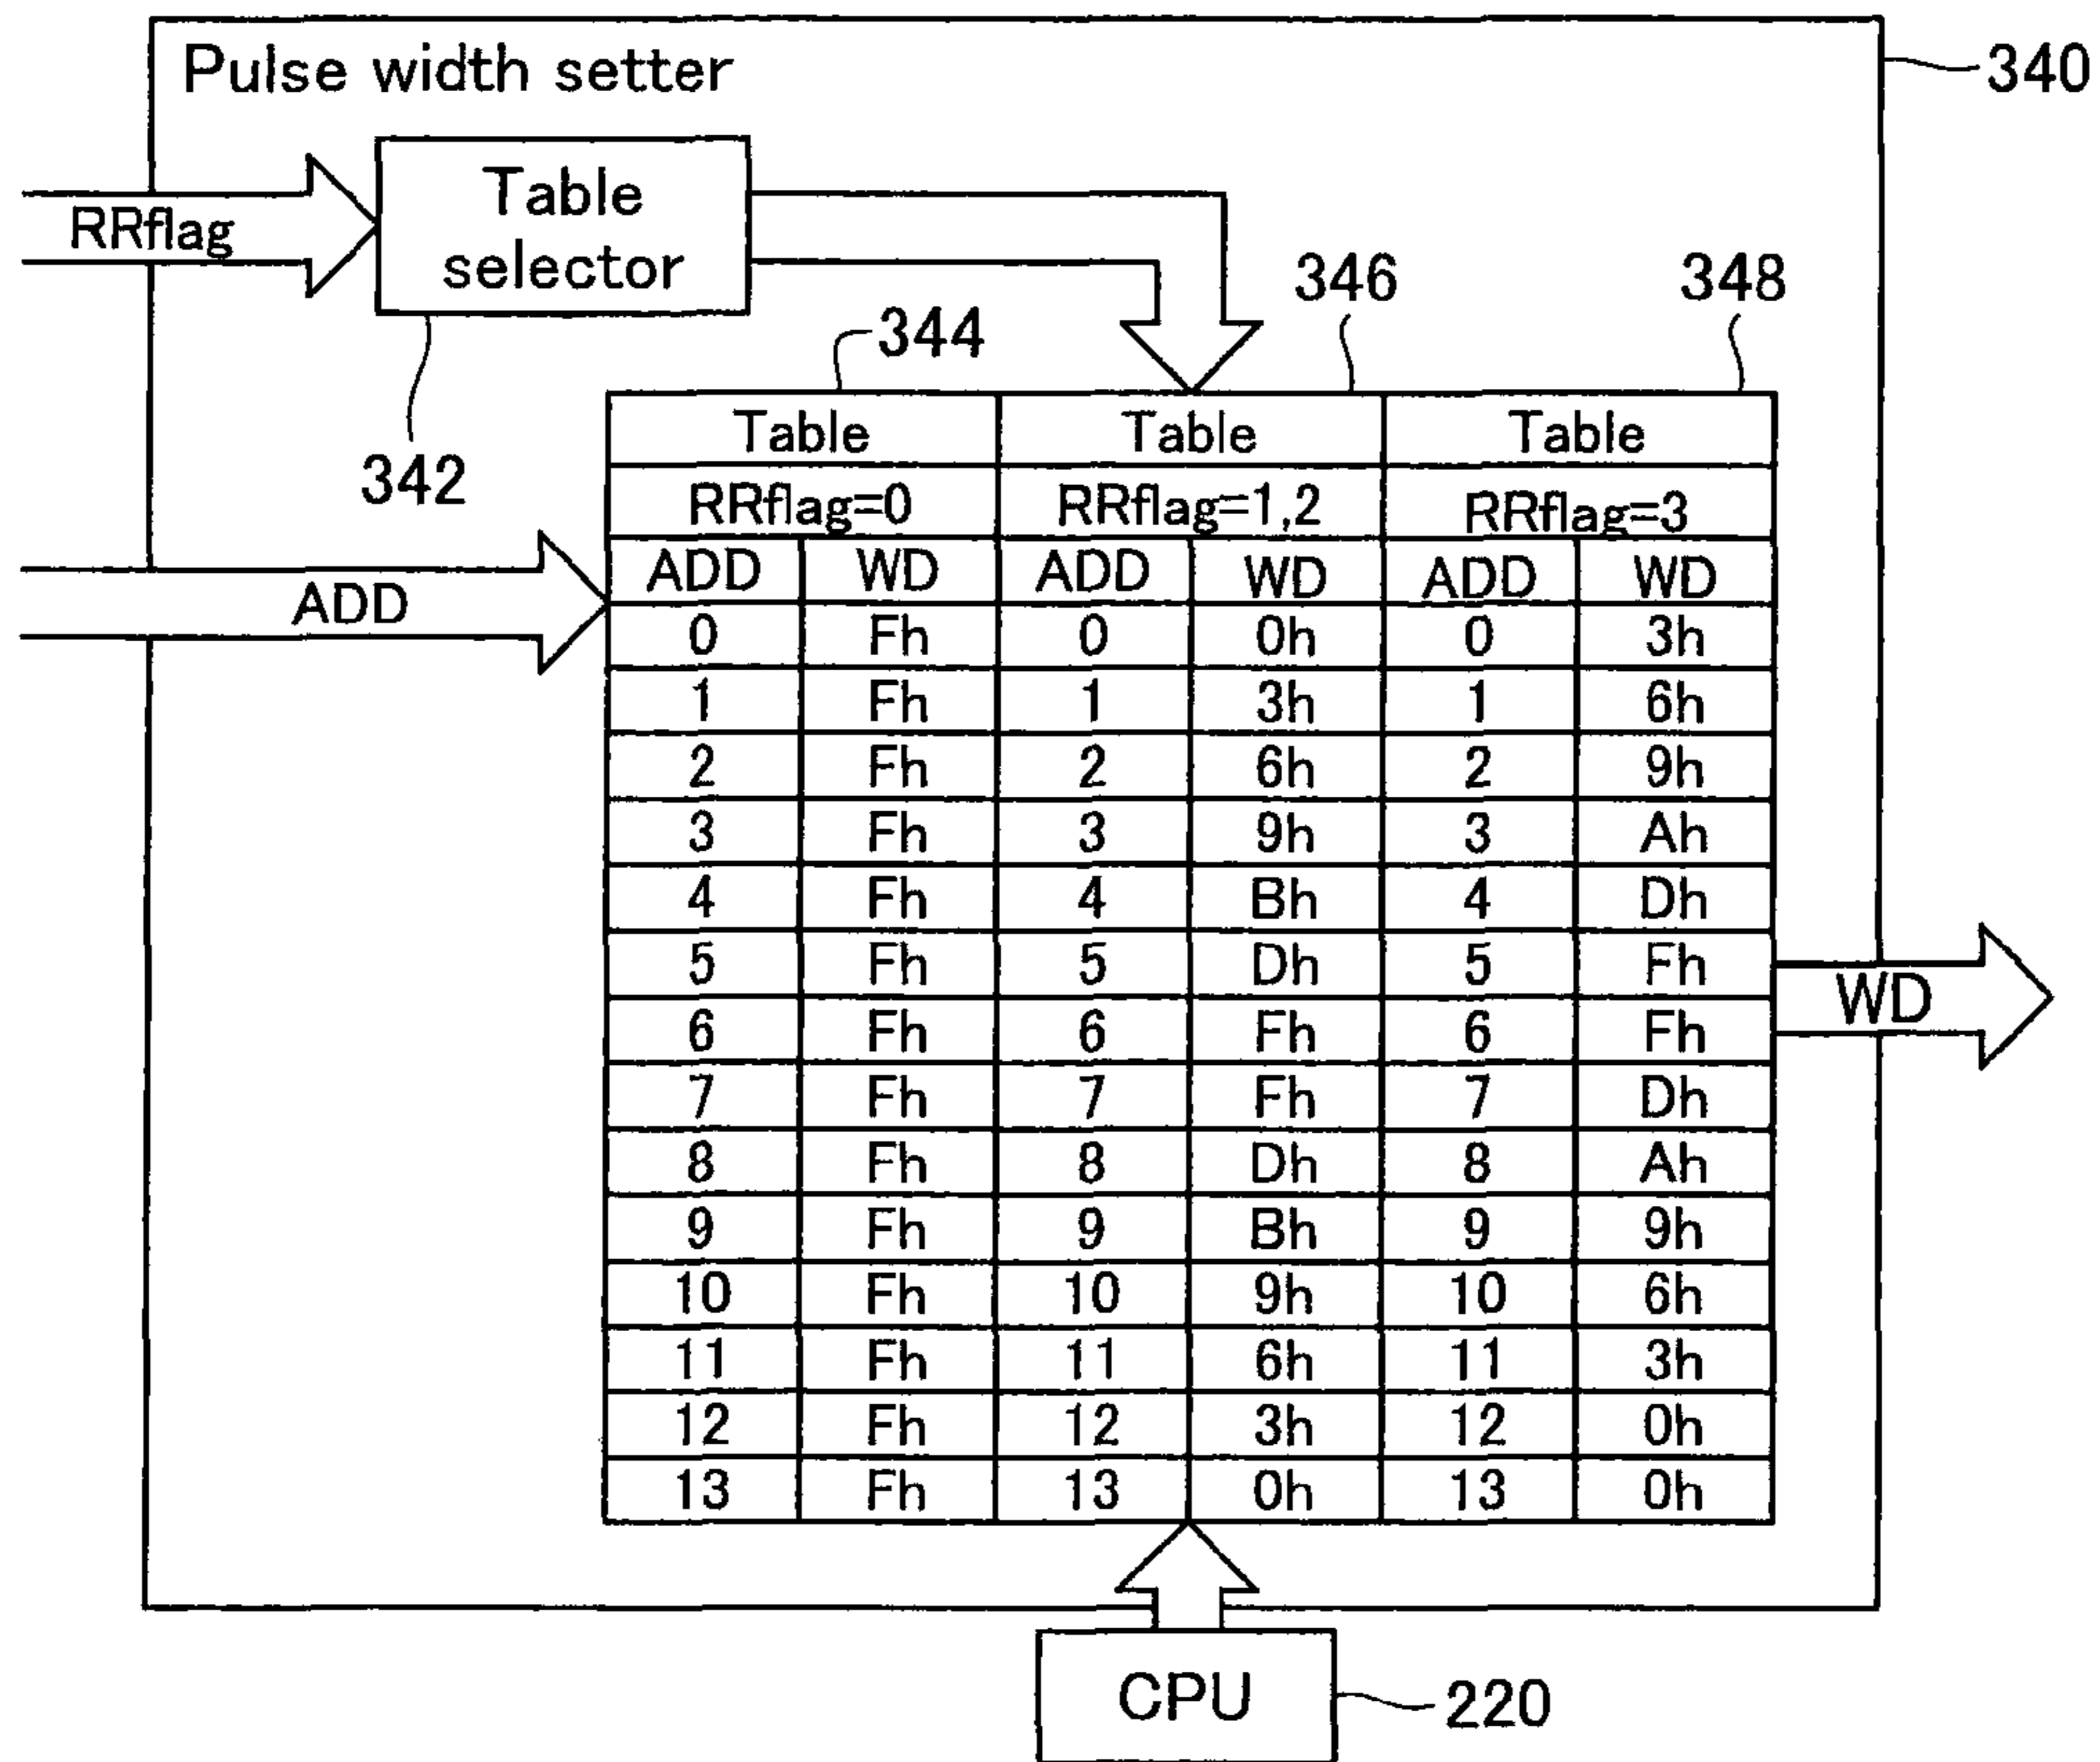 Pulse width setter
340
RRflag
Table
selector
342
344
346
348
Table Table Table
RRflag=0 RRflag=1,2 RRflag=3
ADD
ADD WD ADD WD ADD WD
0 Fh 0 0h 0 3h
1 Fh 1 3h 1 6h
2 Fh 2 6h 2 9h
3 Fh 3 9h 3 Ah
4 Fh 4 Bh 4 Dh
5 Fh 5 Dh 5 Fh
6 Fh 6 Fh 6 Fh
7 Fh 7 Fh 7 Dh
8 Fh 8 Dh 8 Ah
9 Fh 9 Bh 9 9h
10 Fh 10 9h 10 6h
11 Fh 11 6h 11 3h
12 Fh 12 3h 12 0h
13 Fh 13 0h 13 0h
WD
CPU
220